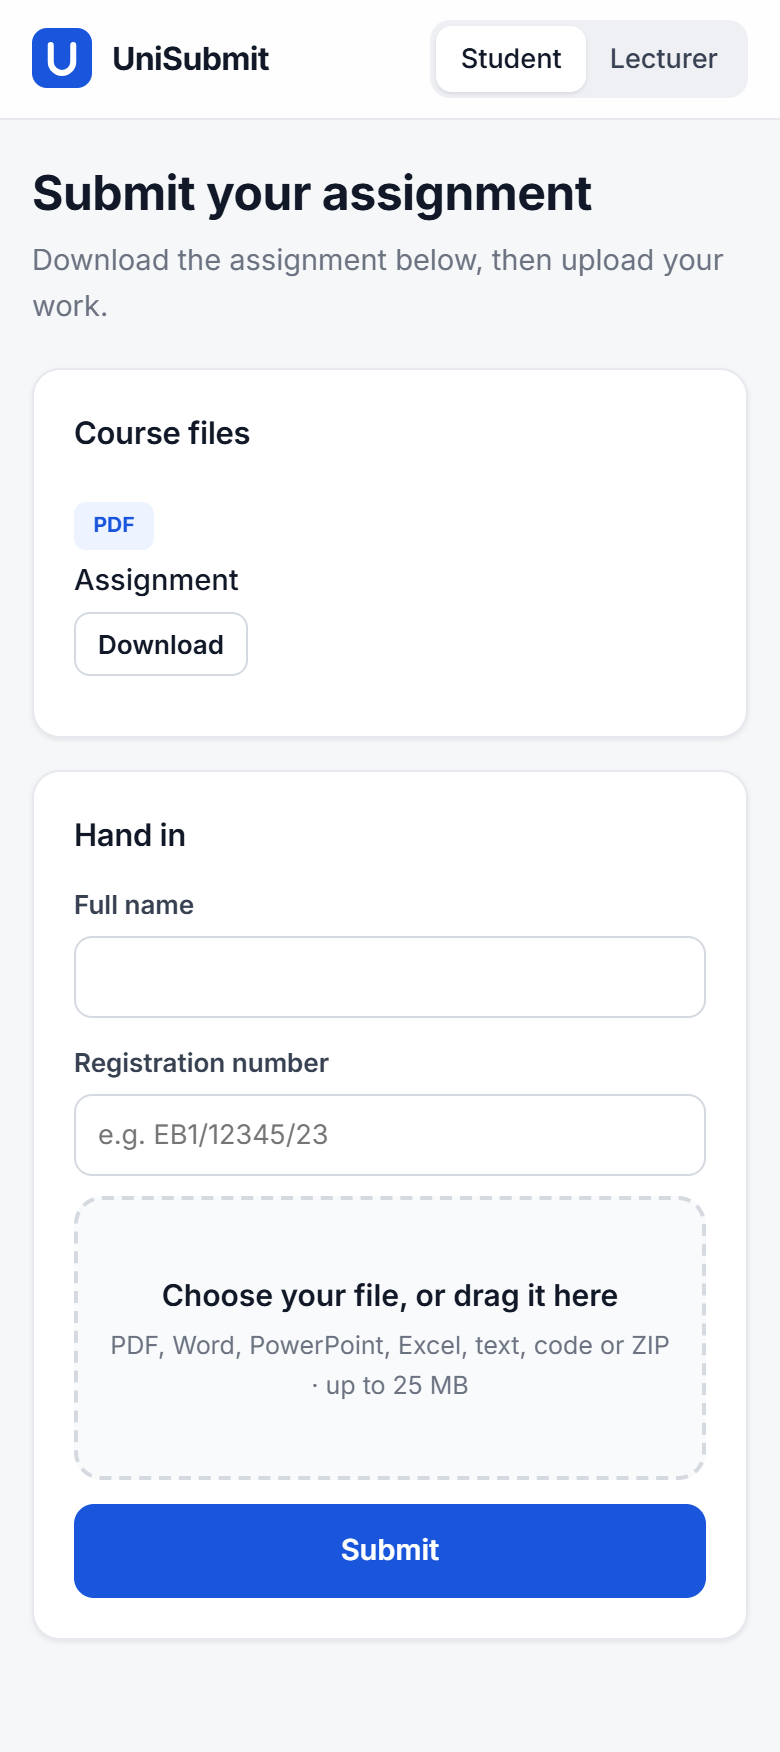 U UniSubmit Student Lecturer
Submit your assignment
Download the assignment below, then upload your
work.
Course files
PDF
Assignment
Download
Hand in
Full name
Registration number
e.g. EB1/12345/23
Choose your file, or drag it here
PDF, Word, PowerPoint, Excel, text, code or ZIP
· up to 25 MB
Submit